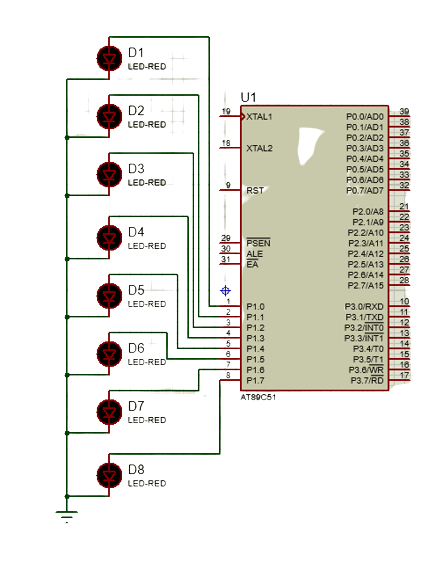 D1
LED-RED
D2
LED-RED
D3
LED-RED
D4
LED-RED
D5
LED-RED
D6
LED-RED
D7
LED-RED
D8
LED-RED
U1
19 XTAL1
18 XTAL2
9 RST
29 PSEN
30 ALE
31 EA
1 P1.0
2 P1.1
3 P1.2
4 P1.3
5 P1.4
6 P1.5
7 P1.6
8 P1.7
P0.0/AD0 39
P0.1/AD1 38
P0.2/AD2 37
P0.3/AD3 36
P0.4/AD4 35
P0.5/AD5 34
P0.6/AD6 33
P0.7/AD7 32
P2.0/A8 21
P2.1/A9 22
P2.2/A10 23
P2.3/A11 24
P2.4/A12 25
P2.5/A13 26
P2.6/A14 27
P2.7/A15 28
P3.0/RXD 10
P3.1/TXD 11
P3.2/INT0 12
P3.3/INT1 13
P3.4/T0 14
P3.5/T1 15
P3.6/WR 16
P3.7/RD 17
AT89C51